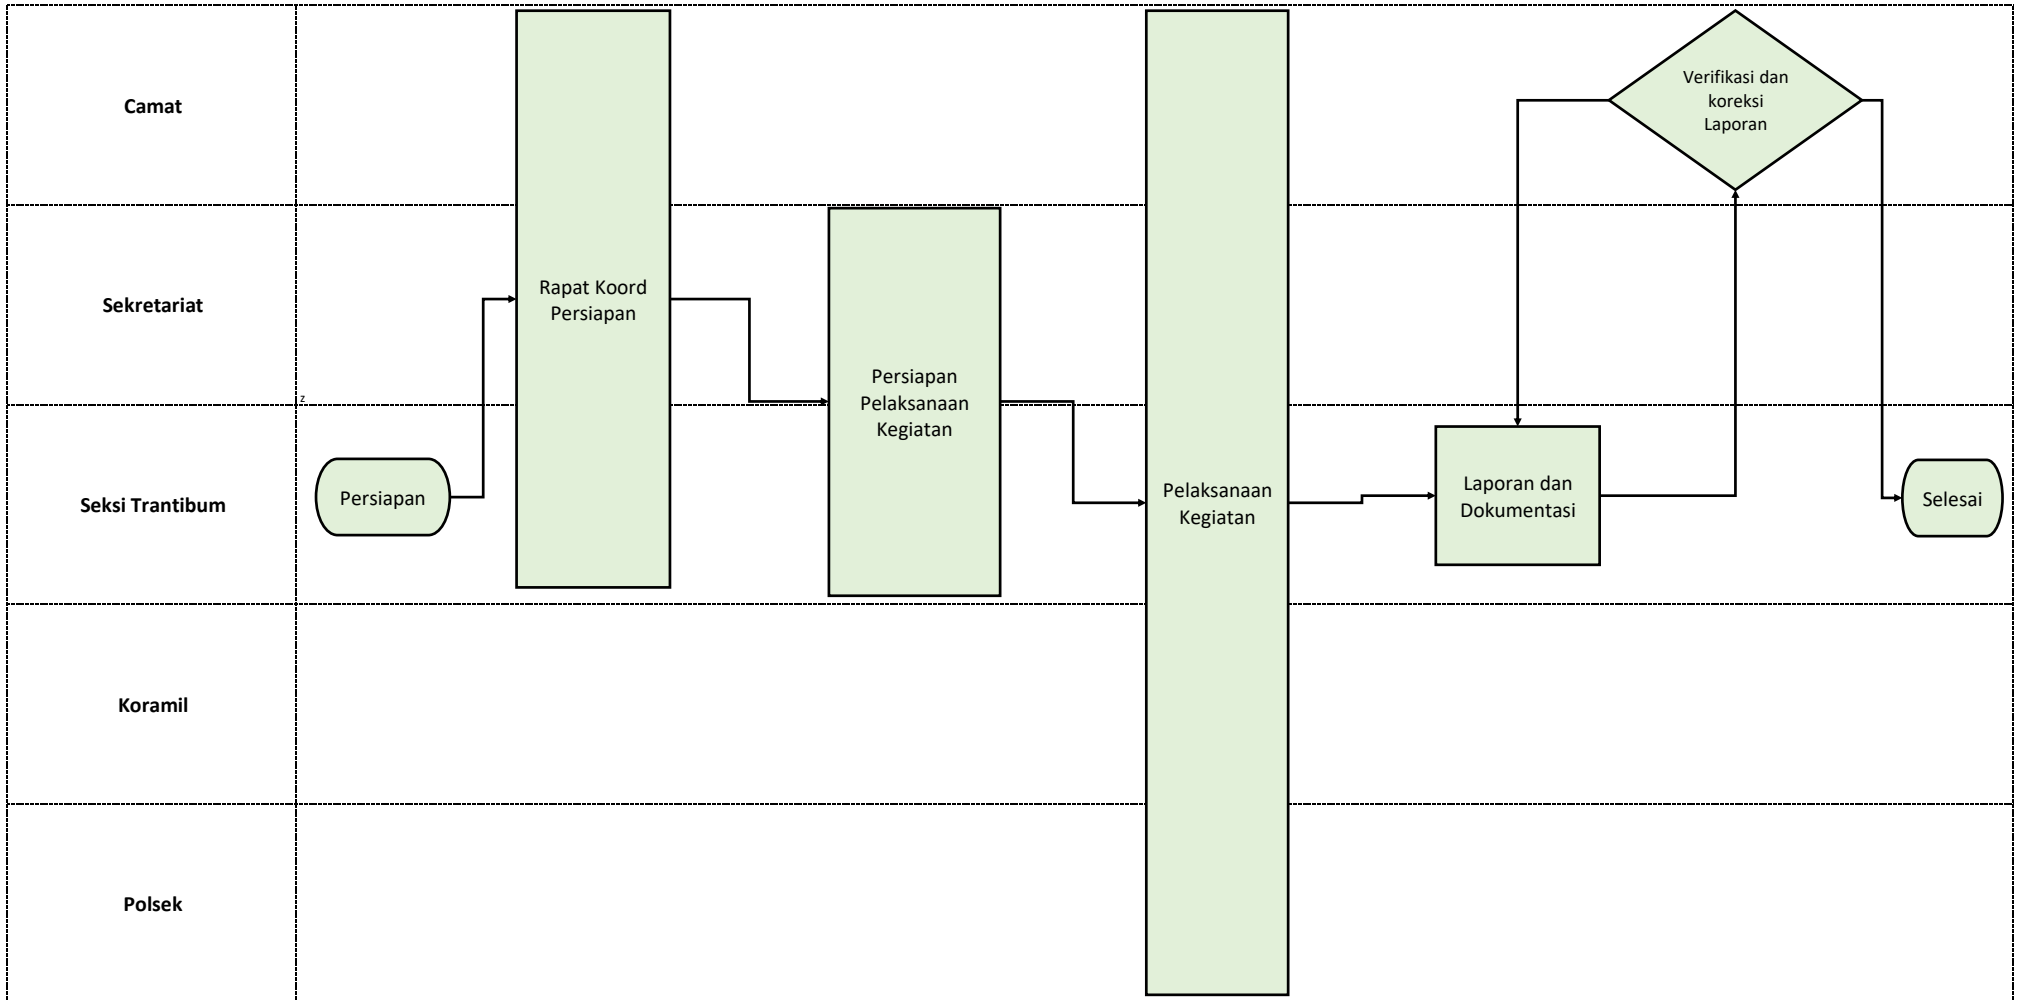 Camat
Verifikasi dan
koreksi
Laporan
Sekretariat
Rapat Koord
Persiapan
Persiapan
Pelaksanaan
Kegiatan
z
Seksi Trantibum
Persiapan
Pelaksanaan
Kegiatan
Laporan dan
Dokumentasi
Selesai
Koramil
Polsek